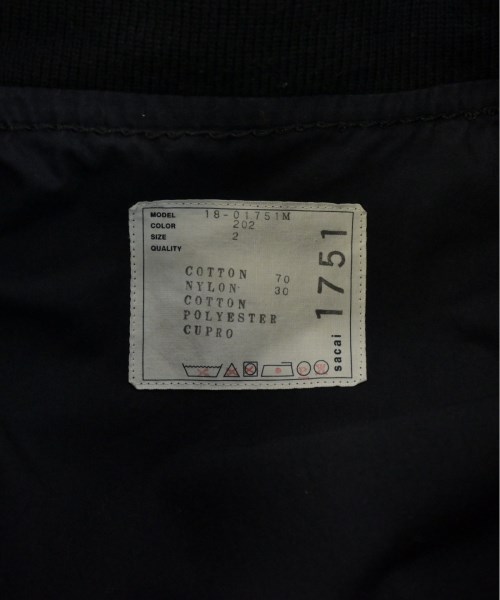 MODEL 18-01751M
COLOR 202
SIZE 2
QUALITY
COTTON 70
NYLON 30
COTTON
POLYESTER
CUPRO
sacai 1751